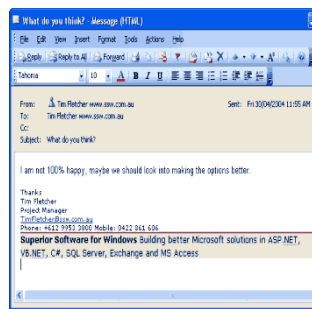 What do you think? - Message (HTML)
File Edit View Insert Format Tools Actions Help
Reply Reply to All Forward
Tahoma 10 A B I U
From: Tim Fletcher www.ssw.com.au Sent: Fri 30/04/2004 11:55 AM
To: Tim Fletcher www.ssw.com.au
Cc:
Subject: What do you think?
I am not 100% happy, maybe we should look into making the options better.
Thanks
Tim Fletcher
Project Manager
TimFletcher@ssw.com.au
Phone: +612 9953 3000 Mobile: 0422 861 606
Superior Software for Windows Building better Microsoft solutions in ASP.NET,
VB.NET, C#, SQL Server, Exchange and MS Access